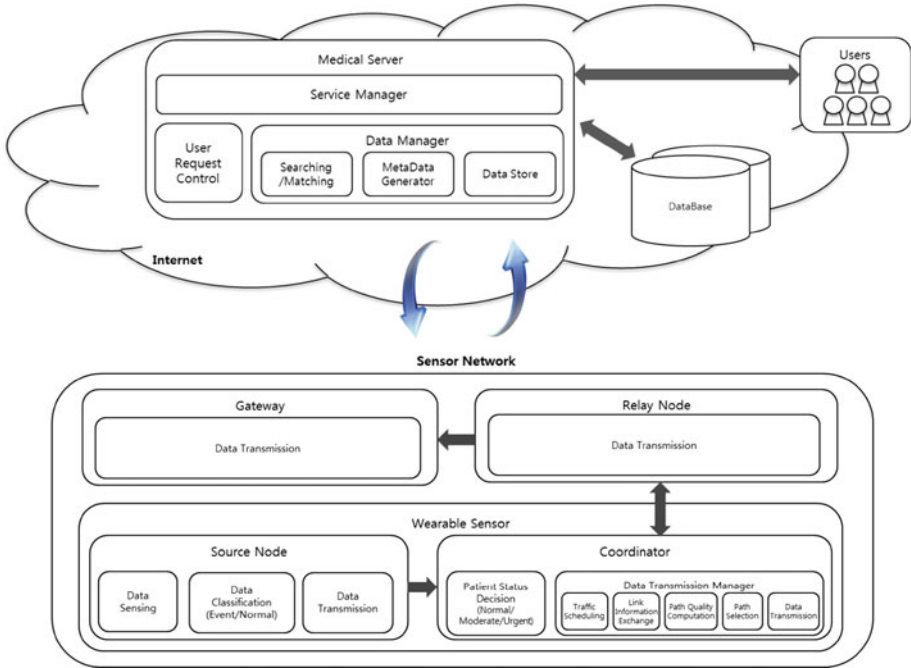 Medical Server
Users
Service Manager
User
Request
Control
Data Manager
Searching
/Matching
MetaData
Generator
Data Store
DataBase
Internet
Sensor Network
Gateway
Data Transmission
Relay Node
Data Transmission
Wearable Sensor
Source Node
Data
Sensing
Data
Classification
(Event/Normal)
Data
Transmission
Coordinator
Patient Status
Decision
(Normal/
Moderate/Urgent)
Data Transmission Manager
Traffic
Scheduling
Link
Information
Exchange
Path Quality
Computation
Path
Selection
Data
Transmission